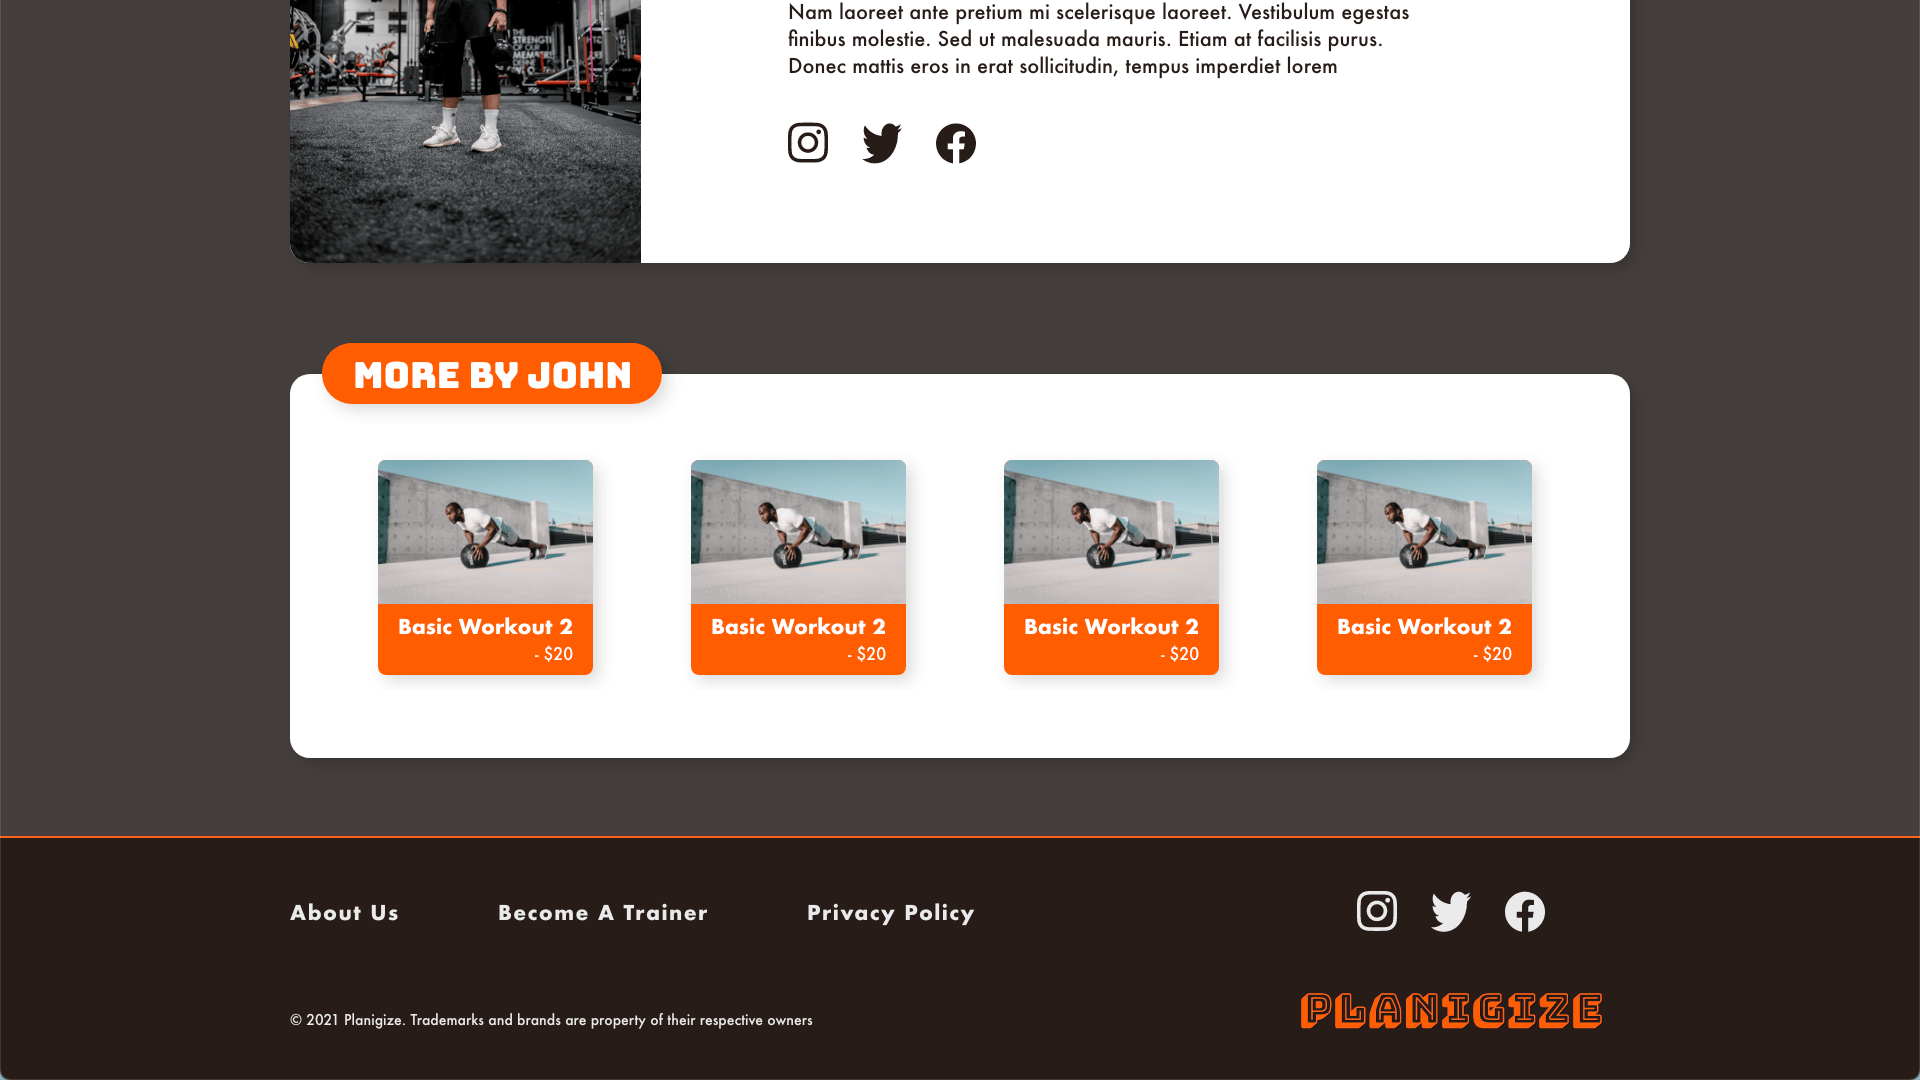 Nam laoreet ante pretium mi scelerisque laoreet. Vestibulum egestas
finibus molestie. Sed ut malesuada mauris. Etiam at facilisis purus.
Donec mattis eros in erat sollicitudin, tempus imperdiet lorem
MORE BY JOHN
Basic Workout 2
- $20
Basic Workout 2
- $20
Basic Workout 2
- $20
Basic Workout 2
- $20
About Us
Become A Trainer
Privacy Policy
© 2021 Planigize. Trademarks and brands are property of their respective owners
PLANIGIZE